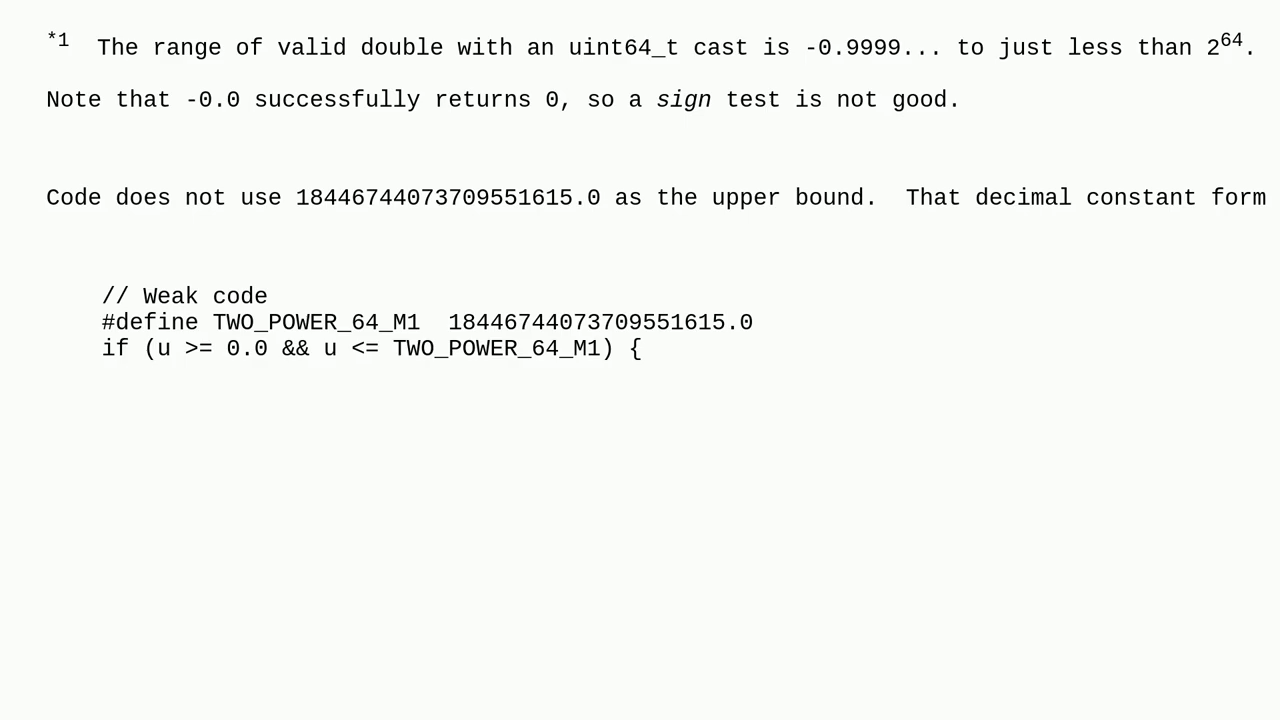 *1  The range of valid double with an uint64_t cast is -0.9999... to just less than 2^64.
Note that -0.0 successfully returns 0, so a sign test is not good.
Code does not use 18446744073709551615.0 as the upper bound.  That decimal constant form
// Weak code
#define TWO_POWER_64_M1  18446744073709551615.0
if (u >= 0.0 && u <= TWO_POWER_64_M1) {